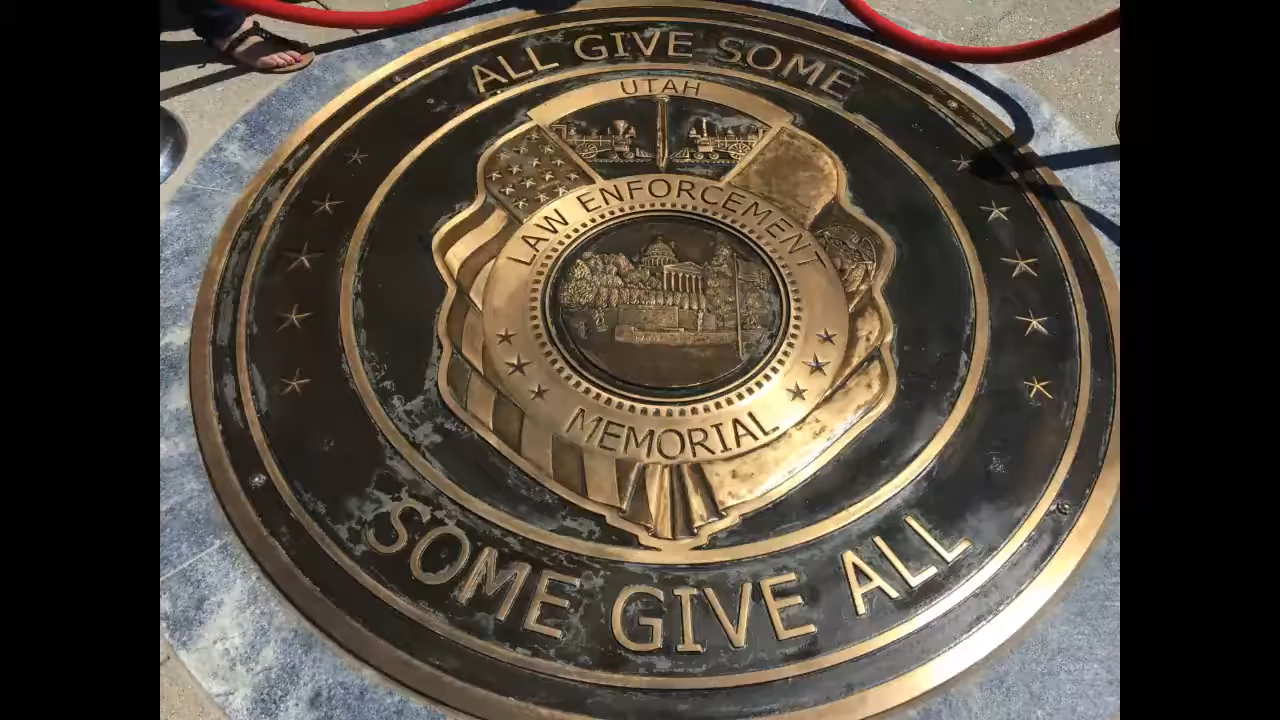 ALL GIVE SOME
UTAH
LAW ENFORCEMENT
MEMORIAL
SOME GIVE ALL